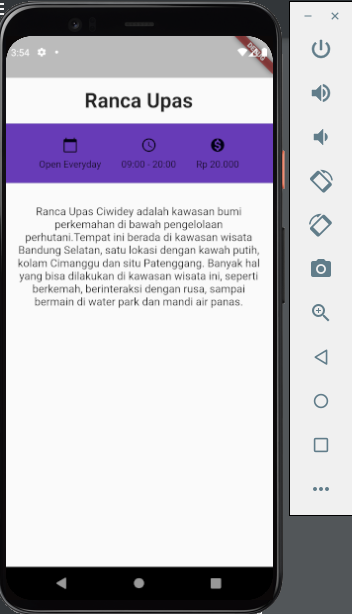 3:54
DEBUG
Ranca Upas
Open Everyday 09:00 - 20:00 Rp 20.000
Ranca Upas Ciwidey adalah kawasan bumi
perkemahan di bawah pengelolaan
perhutani.Tempat ini berada di kawasan wisata
Bandung Selatan, satu lokasi dengan kawah putih,
kolam Cimanggu dan situ Patenggang. Banyak hal
yang bisa dilakukan di kawasan wisata ini, seperti
berkemah, berinteraksi dengan rusa, sampai
bermain di water park dan mandi air panas.